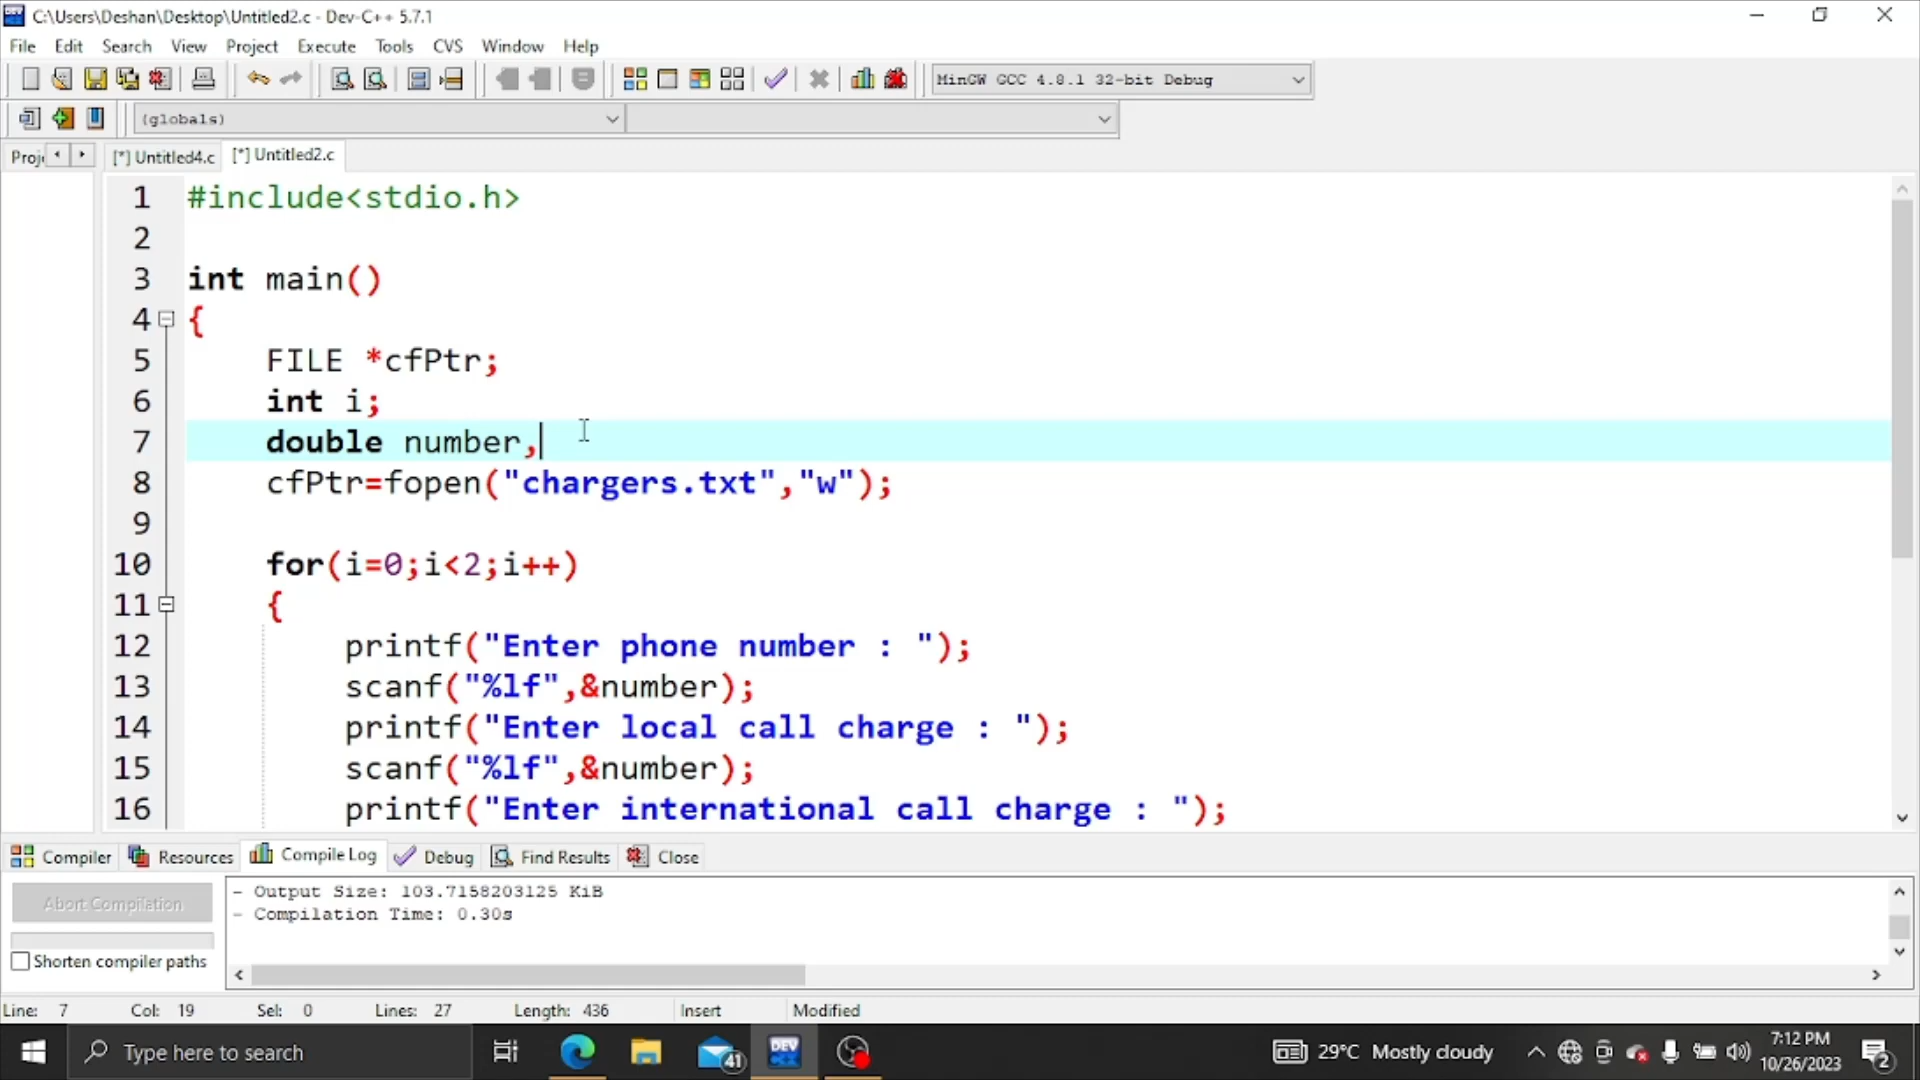 C:\Users\Deshan\Desktop\Untitled2.c - Dev-C++ 5.7.1
File Edit Search View Project Execute Tools CVS Window Help
MinGW GCC 4.8.1 32-bit Debug
(globals)
Proj [*] Untitled4.c [*] Untitled2.c
1 #include<stdio.h>
2
3 int main()
4 {
5 FILE *cfPtr;
6 int i;
7 double number,
8 cfPtr=fopen("chargers.txt","w");
9
10 for(i=0;i<2;i++)
11 {
12 printf("Enter phone number : ");
13 scanf("%lf",&number);
14 printf("Enter local call charge : ");
15 scanf("%lf",&number);
16 printf("Enter international call charge : ");
Compiler Resources Compile Log Debug Find Results Close
Abort Compilation
Shorten compiler paths
- Output Size: 103.7158203125 KiB
- Compilation Time: 0.30s
Line: 7 Col: 19 Sel: 0 Lines: 27 Length: 436 Insert Modified
Type here to search
41
DEV C++
29°C Mostly cloudy
7:12 PM
10/26/2023
2